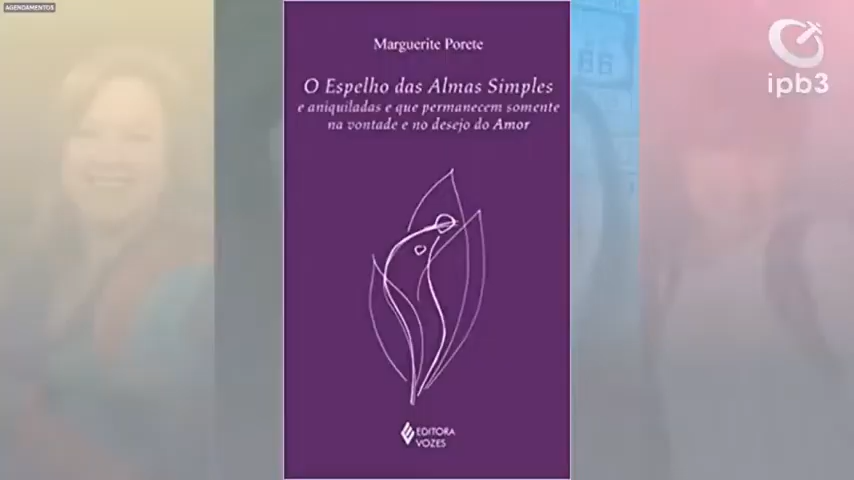 AGENDAMENTOS
ipb3
Marguerite Porete
O Espelho das Almas Simples
e aniquiladas e que permanecem somente
na vontade e no desejo do Amor
EDITORA
VOZES